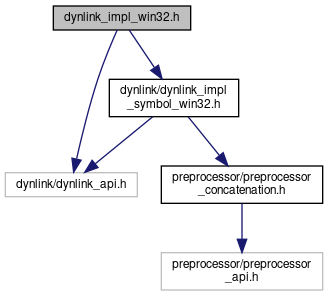 dynlink_impl_win32.h
dynlink/dynlink_impl
_symbol_win32.h
dynlink/dynlink_api.h
preprocessor/preprocessor
_concatenation.h
preprocessor/preprocessor
_api.h